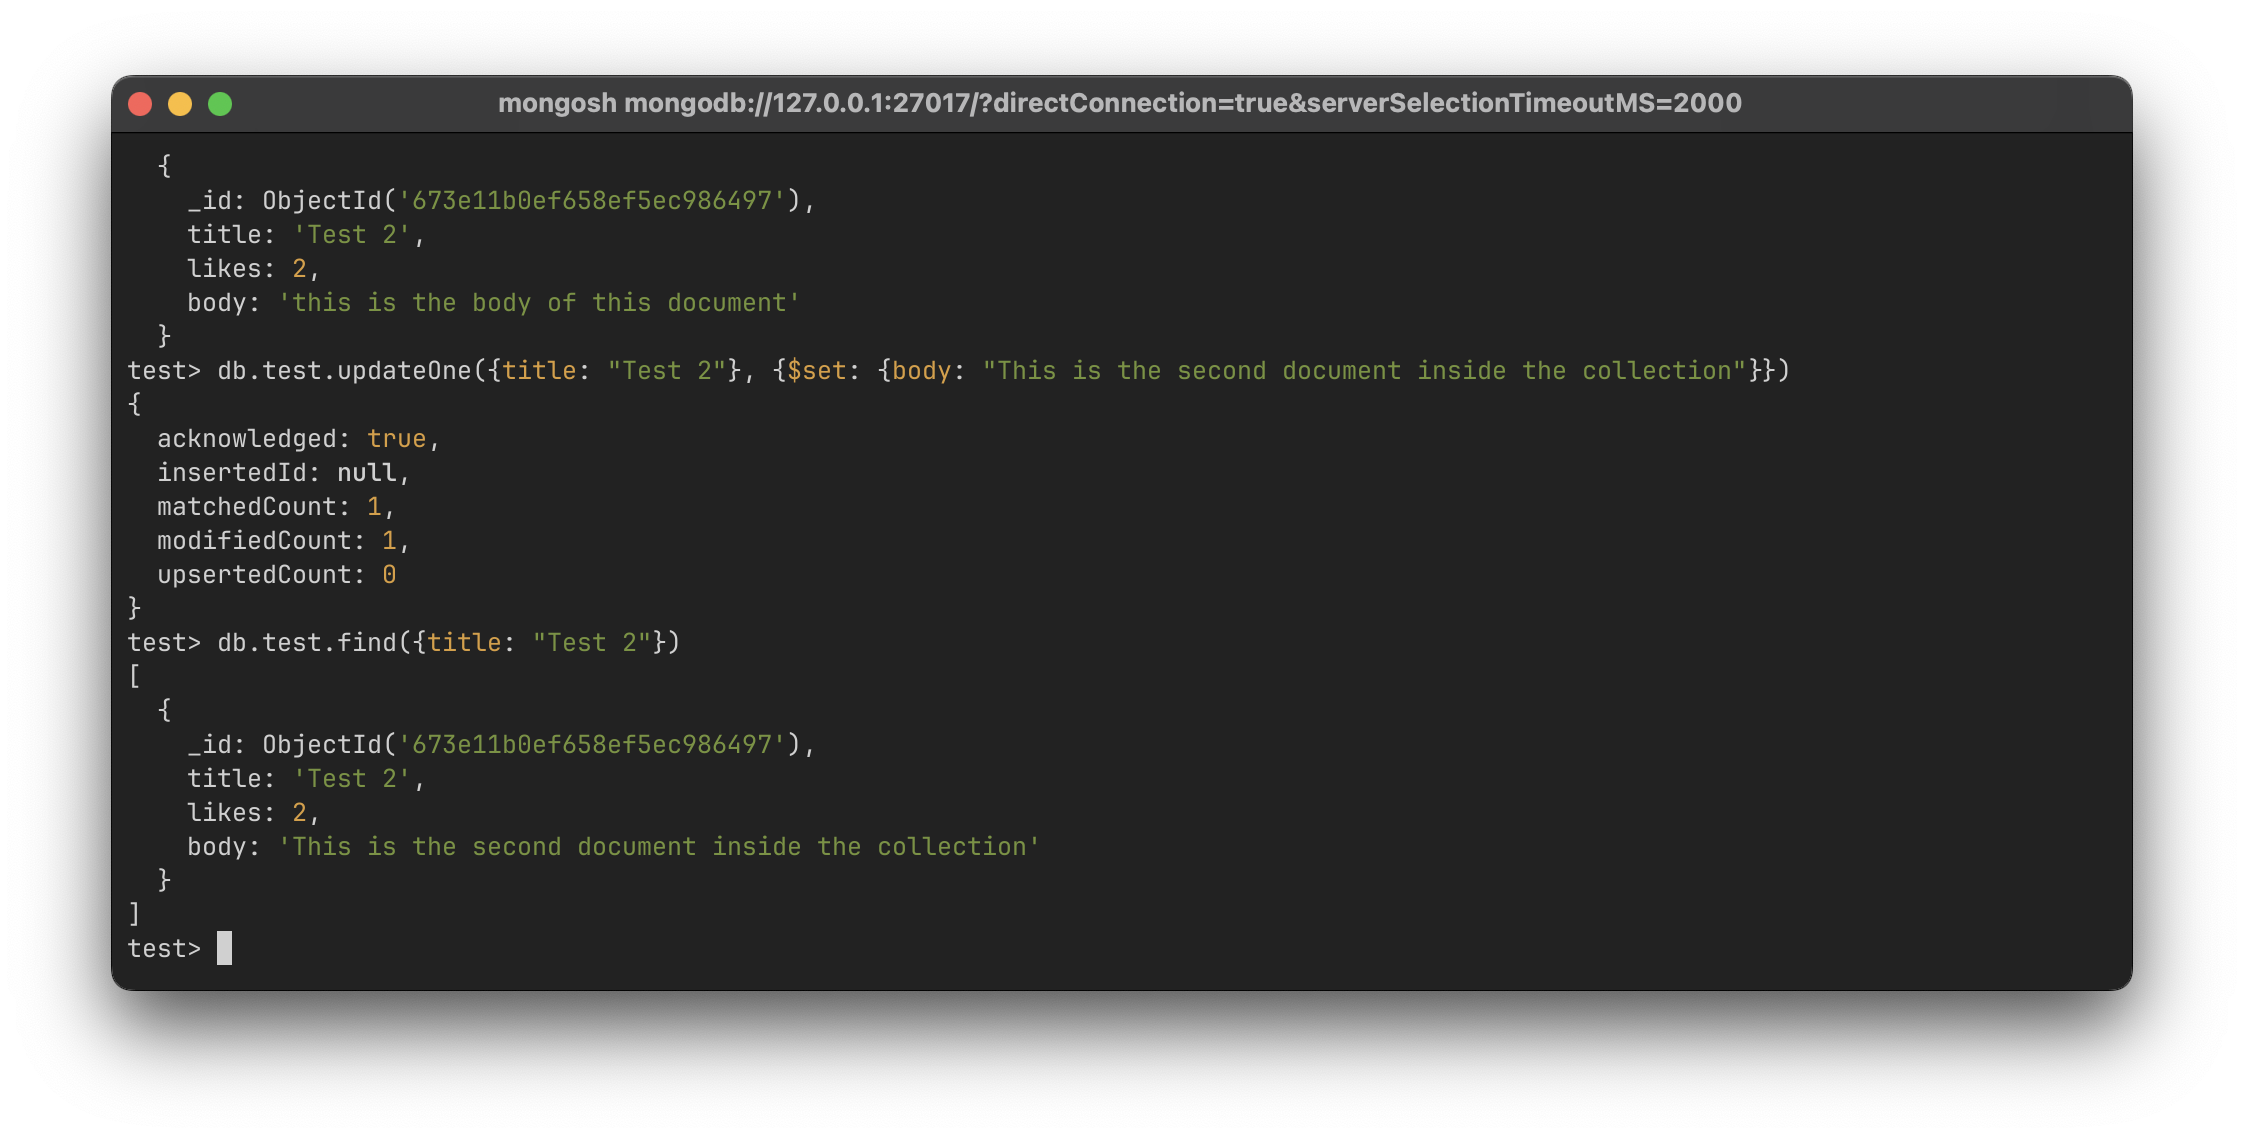 mongosh mongodb://127.0.0.1:27017/?directConnection=true&serverSelectionTimeoutMS=2000
  {
    _id: ObjectId('673e11b0ef658ef5ec986497'),
    title: 'Test 2',
    likes: 2,
    body: 'this is the body of this document'
  }
test> db.test.updateOne({title: "Test 2"}, {$set: {body: "This is the second document inside the collection"}})
{
  acknowledged: true,
  insertedId: null,
  matchedCount: 1,
  modifiedCount: 1,
  upsertedCount: 0
}
test> db.test.find({title: "Test 2"})
[
  {
    _id: ObjectId('673e11b0ef658ef5ec986497'),
    title: 'Test 2',
    likes: 2,
    body: 'This is the second document inside the collection'
  }
]
test>